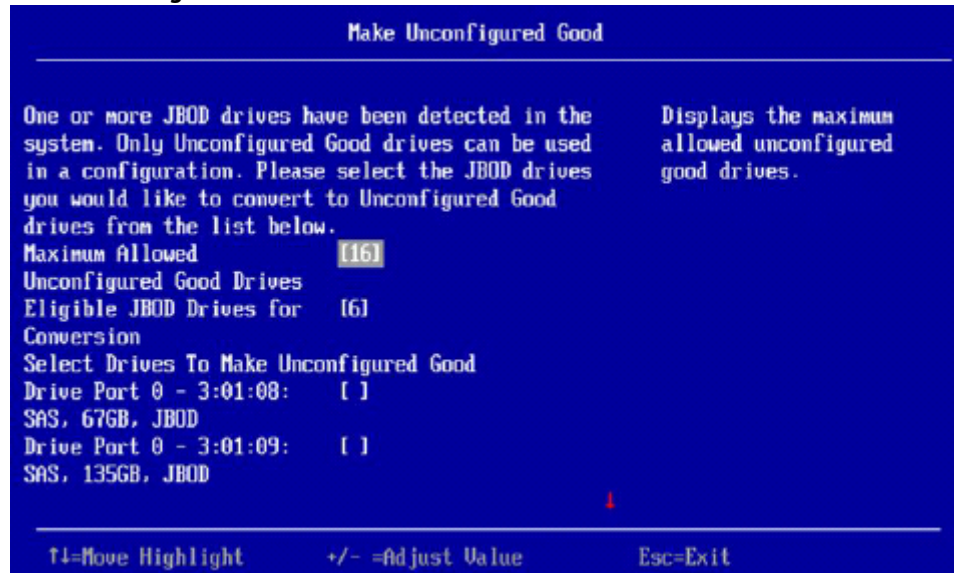 Make Unconfigured Good
One or more JBOD drives have been detected in the
system. Only Unconfigured Good drives can be used
in a configuration. Please select the JBOD drives
you would like to convert to Unconfigured Good
drives from the list below.
Displays the maximum
allowed unconfigured
good drives.
Maximum Allowed [16]
Unconfigured Good Drives
Eligible JBOD Drives for [6]
Conversion
Select Drives To Make Unconfigured Good
Drive Port 0 - 3:01:08: [ ]
SAS, 67GB, JBOD
Drive Port 0 - 3:01:09: [ ]
SAS, 135GB, JBOD
↓
↑↓=Move Highlight +/- =Adjust Value Esc=Exit